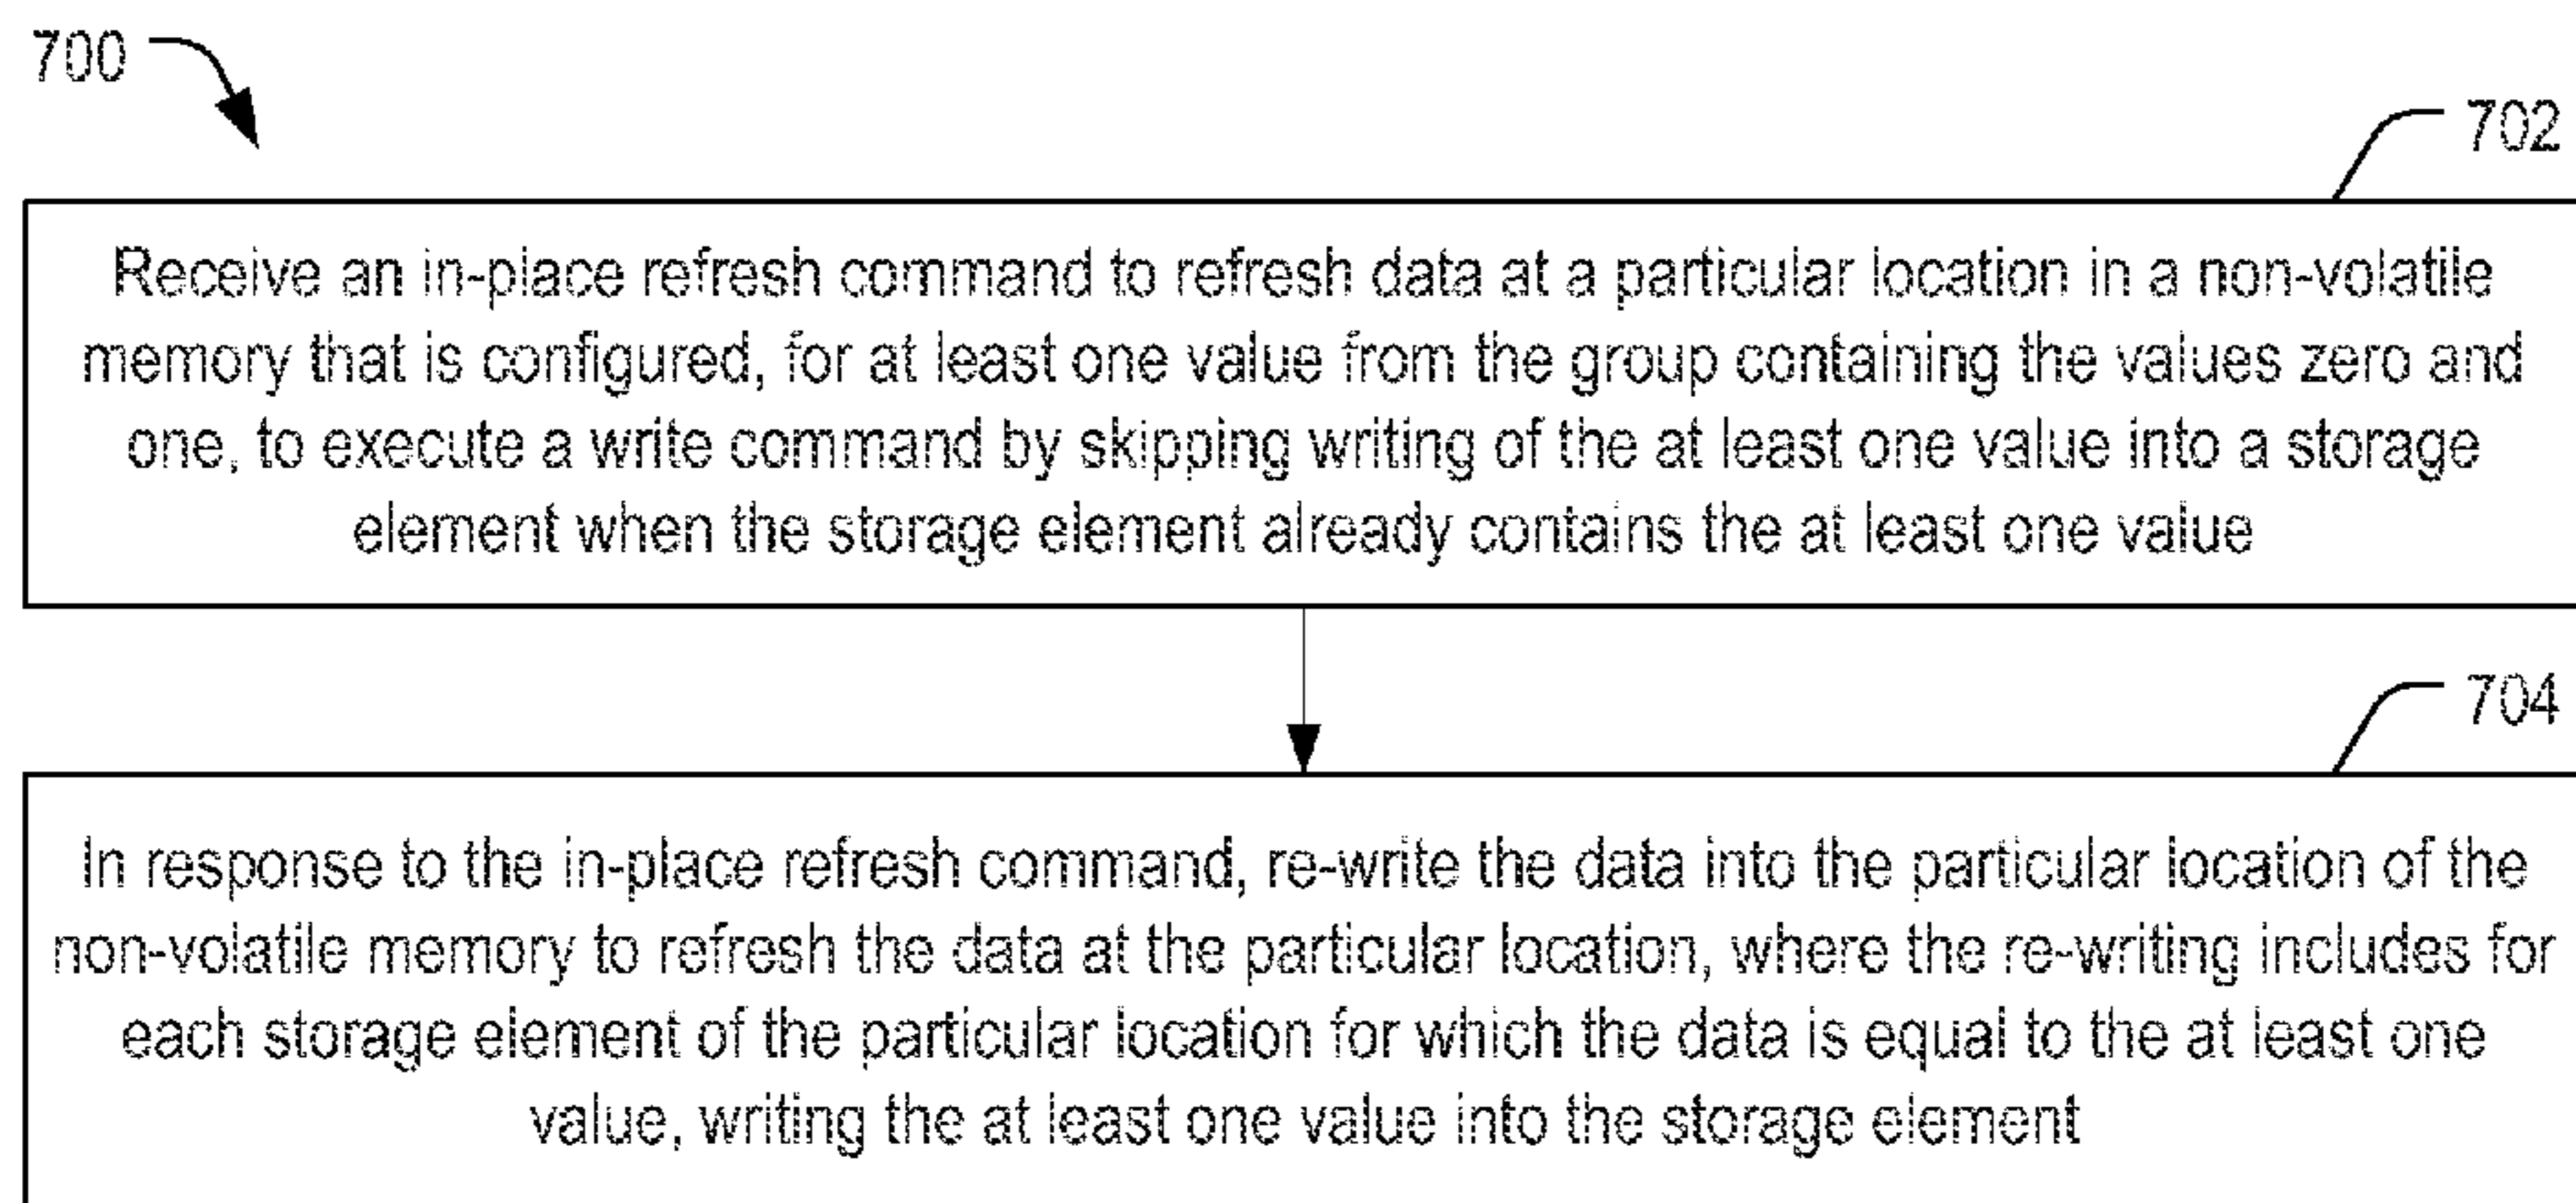 700
702
Receive an in-place refresh command to refresh data at a particular location in a non-volatile
memory that is configured, for at least one value from the group containing the values zero and
one, to execute a write command by skipping writing of the at least one value into a storage
element when the storage element already contains the at least one value
704
In response to the in-place refresh command, re-write the data into the particular location of the
non-volatile memory to refresh the data at the particular location, where the re-writing includes for
each storage element of the particular location for which the data is equal to the at least one
value, writing the at least one value into the storage element